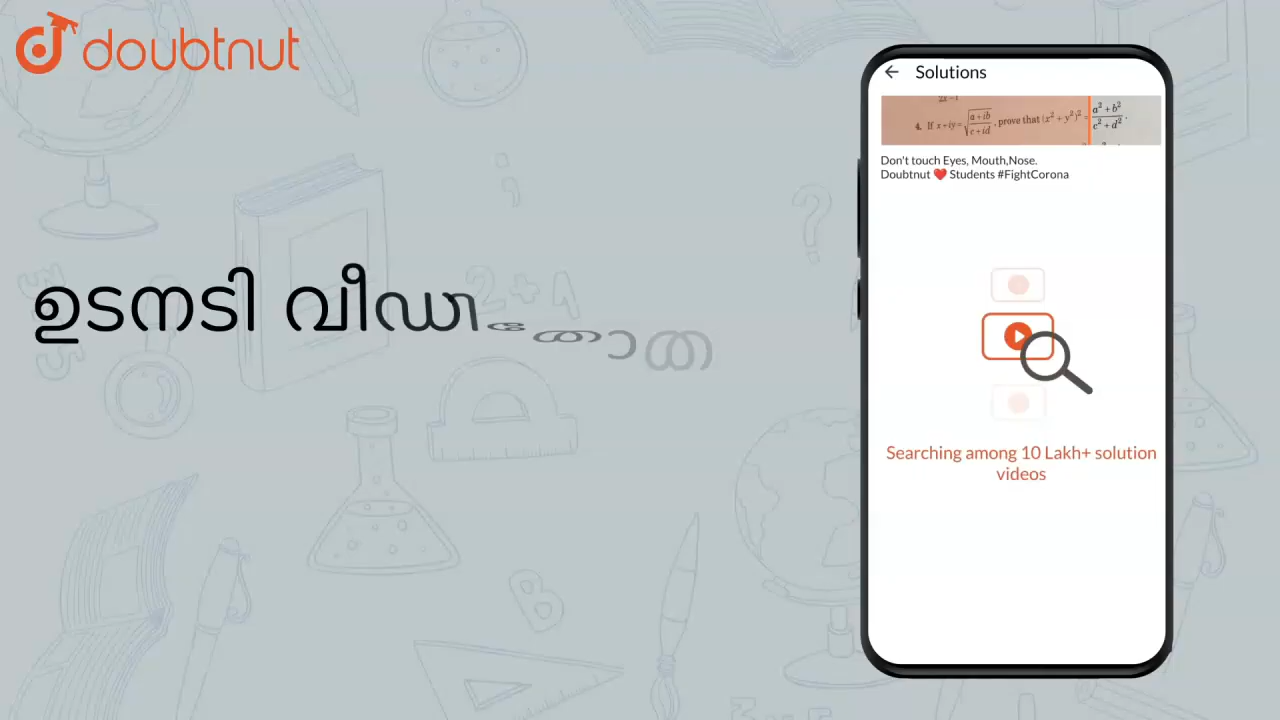 doubtnut
ഉടനടി
Solutions
4. If x+iy=√(a+ib / c+id), prove that (x² + y²)² = (a² + b²)/(c² + d²).
Don't touch Eyes, Mouth,Nose.
Doubtnut ❤️ Students #FightCorona
Searching among 10 Lakh+ solution
videos